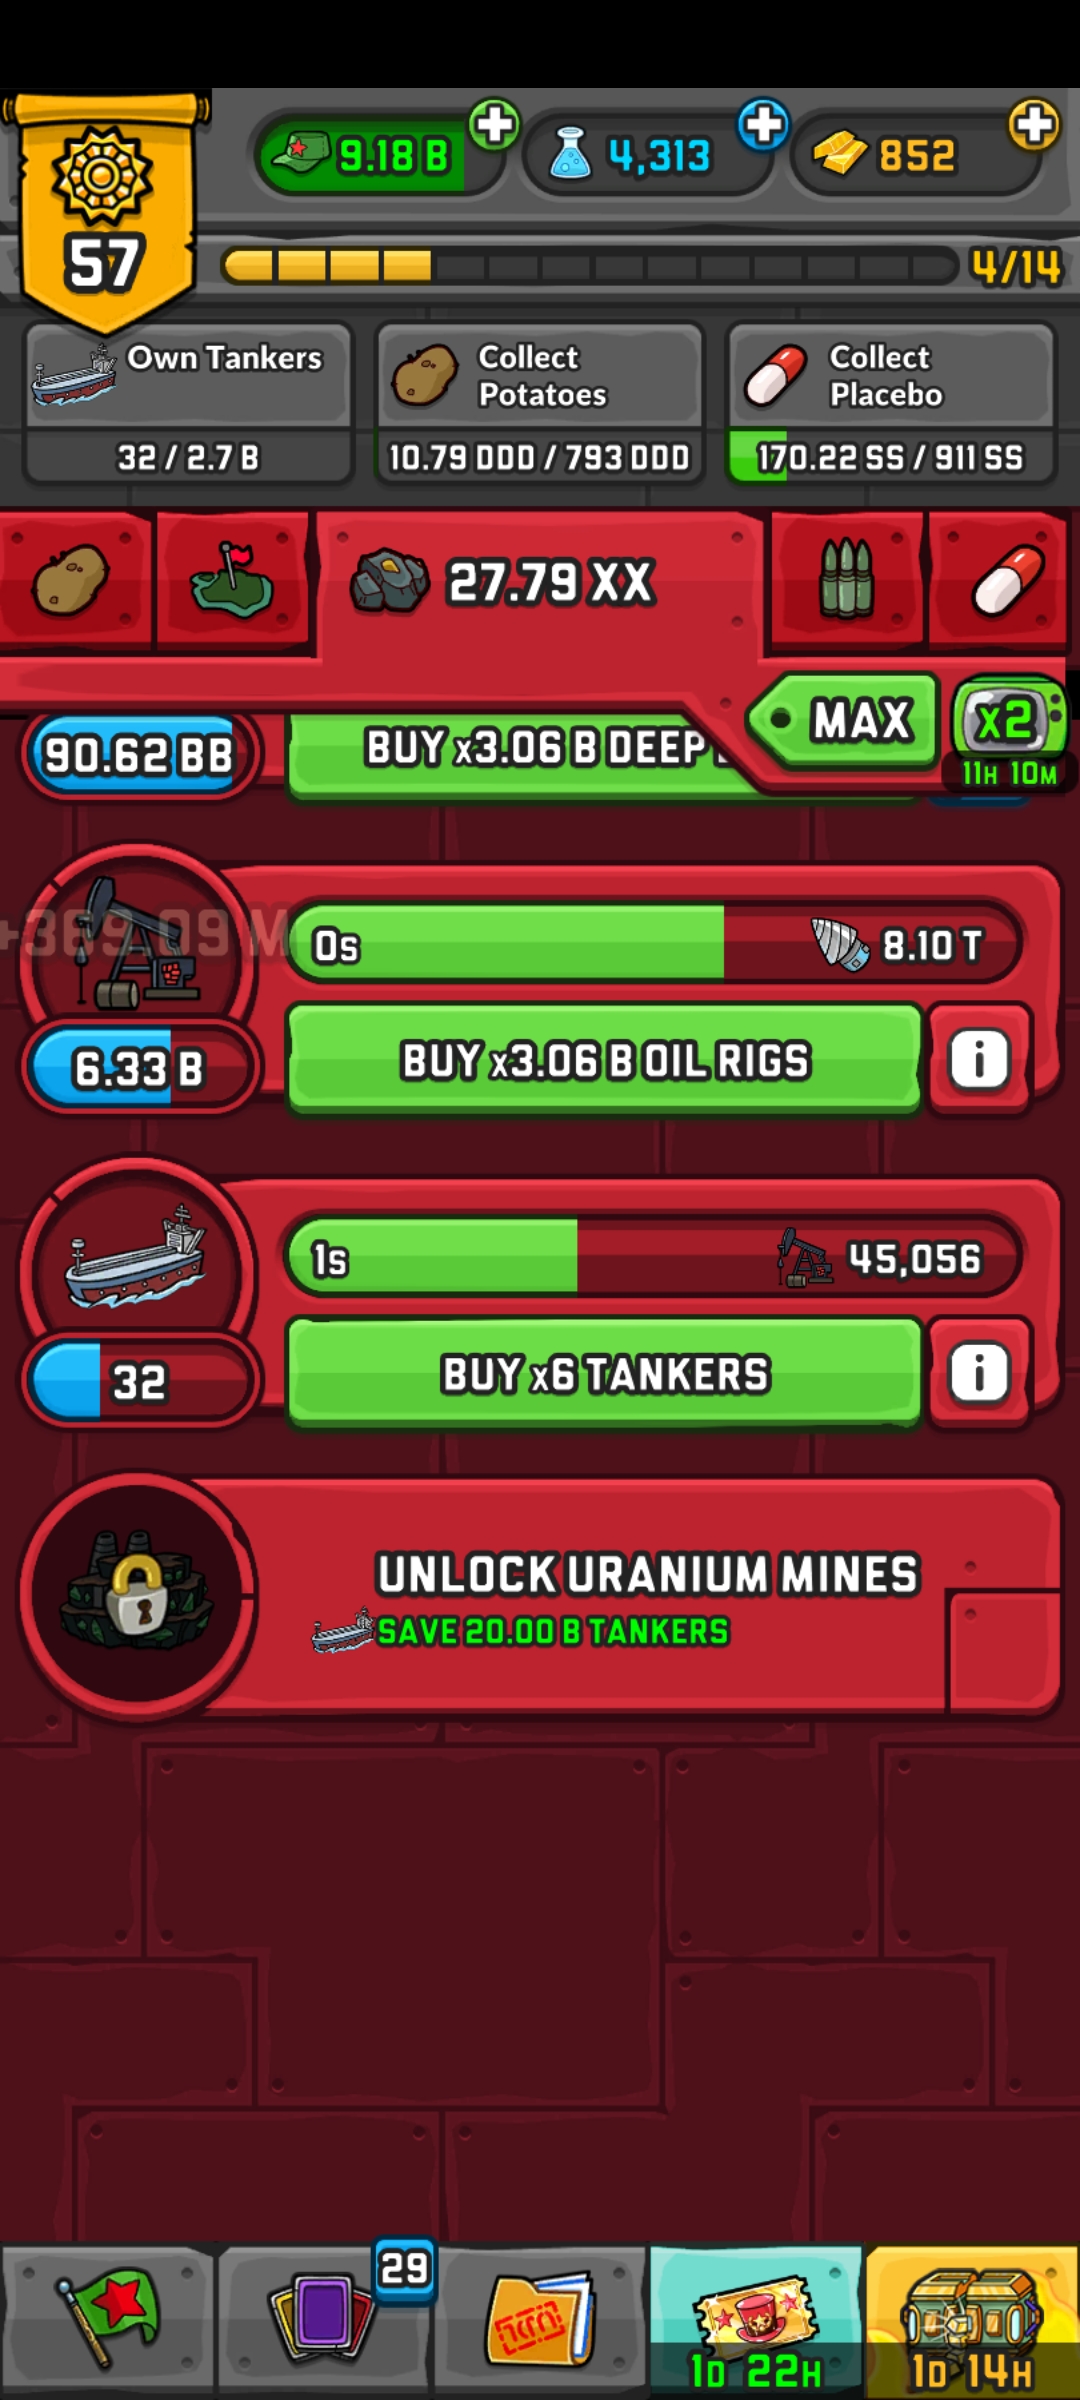 57
9.18 B
4,313
852
4/14
Own Tankers
32 / 2.7 B
Collect
Potatoes
10.79 DDD / 793 DDD
Collect
Placebo
170.22 SS / 911 SS
27.79 XX
MAX
x2
11H 10M
90.62 BB
BUY x3.06 B DEEP
+389.09 M
0s
8.10 T
6.33 B
BUY x3.06 B OIL RIGS
i
1s
45,056
32
BUY x6 TANKERS
i
UNLOCK URANIUM MINES
SAVE 20.00 B TANKERS
29
1D 22H
1D 14H